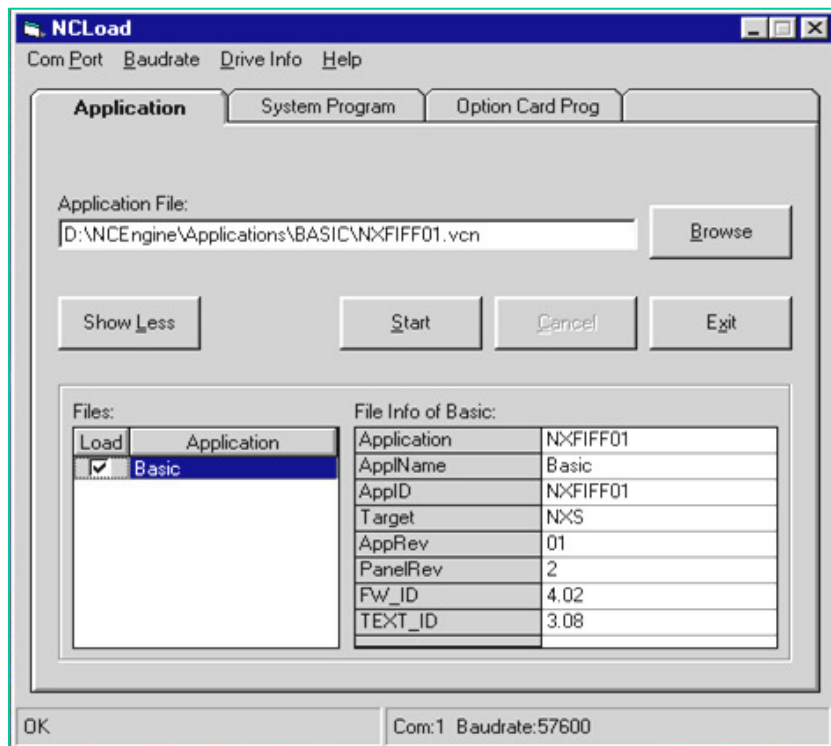 NCLoad
Com Port Baudrate Drive Info Help
Application System Program Option Card Prog
Application File:
D:\NCEngine\Applications\BASIC\NXFIFF01.vcn
Browse
Show Less Start Cancel Exit
Files:
Load Application
Basic
File Info of Basic:
Application NXFIFF01
ApplName Basic
AppID NXFIFF01
Target NXS
AppRev 01
PanelRev 2
FW_ID 4.02
TEXT_ID 3.08
OK
Com:1 Baudrate:57600